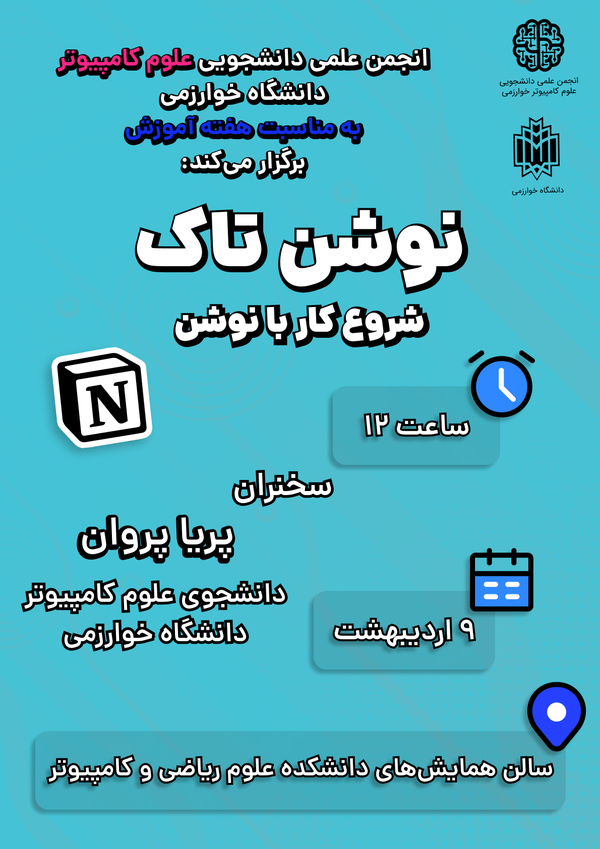 انجمن علمی دانشجویی علوم کامپیوتر
دانشگاه خوارزمی
به مناسبت هفته آموزش
برگزار می‌کند:
انجمن علمی دانشجویی
علوم کامپیوتر خوارزمی
دانشگاه خوارزمی
نوشن تاک
شروع کار با نوشن
N
ساعت ۱۲
سخنران
پریا پروان
دانشجوی علوم کامپیوتر
دانشگاه خوارزمی
۹ اردیبهشت
سالن همایش‌های دانشکده علوم ریاضی و کامپیوتر